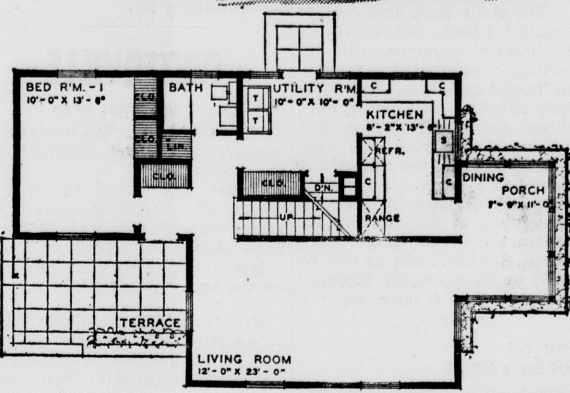 BED R'M. - 1
10'-0" X 13'-6"
CLO.
CLO.
BATH
LIN.
CLO.
UTILITY R'M.
10'-0" X 10'-0"
T
T
C
C
KITCHEN
8'-2" X 13'-6"
S
REFR.
C
C
RANGE
CLO.
D'N.
UP
DINING
PORCH
7'-9" X 11'-0"
TERRACE
LIVING ROOM
12'-0" X 23'-0"